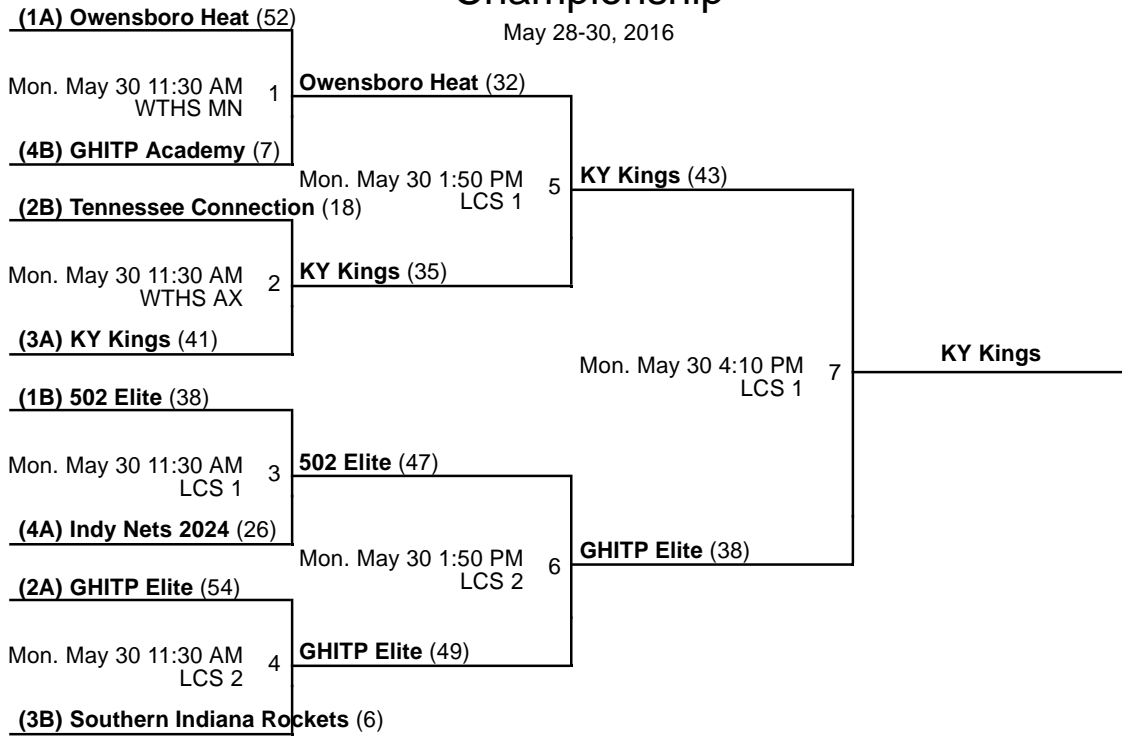 Championship
May 28-30, 2016
(1A) Owensboro Heat (52)
Mon. May 30 11:30 AM
WTHS MN
1
(4B) GHITP Academy (7)
Owensboro Heat (32)
(2B) Tennessee Connection (18)
Mon. May 30 11:30 AM
WTHS AX
2
(3A) KY Kings (41)
KY Kings (35)
Mon. May 30 1:50 PM
LCS 1
5
KY Kings (43)
(1B) 502 Elite (38)
Mon. May 30 11:30 AM
LCS 1
3
(4A) Indy Nets 2024 (26)
502 Elite (47)
(2A) GHITP Elite (54)
Mon. May 30 11:30 AM
LCS 2
4
(3B) Southern Indiana Rockets (6)
GHITP Elite (49)
Mon. May 30 1:50 PM
LCS 2
6
GHITP Elite (38)
Mon. May 30 4:10 PM
LCS 1
7
KY Kings